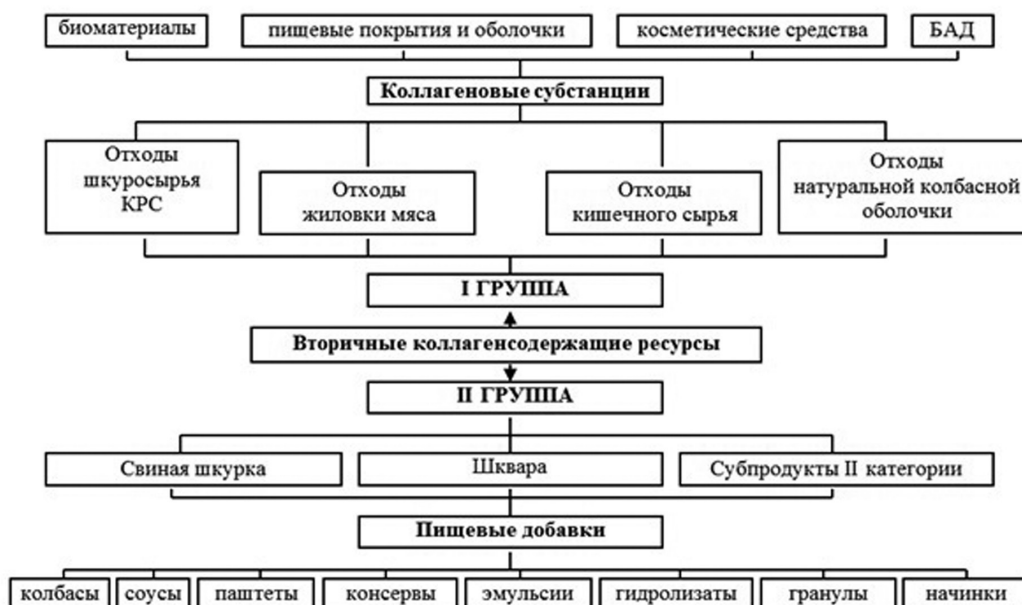 биоматериалы
пищевые покрытия и оболочки
косметические средства
БАД
Коллагеновые субстанции
Отходы
шкуросырья
КРС
Отходы
жиловки мяса
Отходы
кишечного сырья
Отходы
натуральной колбасной
оболочки
I ГРУППА
Вторичные коллагенсодержащие ресурсы
II ГРУППА
Свиная шкурка
Шквара
Субпродукты II категории
Пищевые добавки
колбасы
соусы
паштеты
консервы
эмульсии
гидролизаты
гранулы
начинки